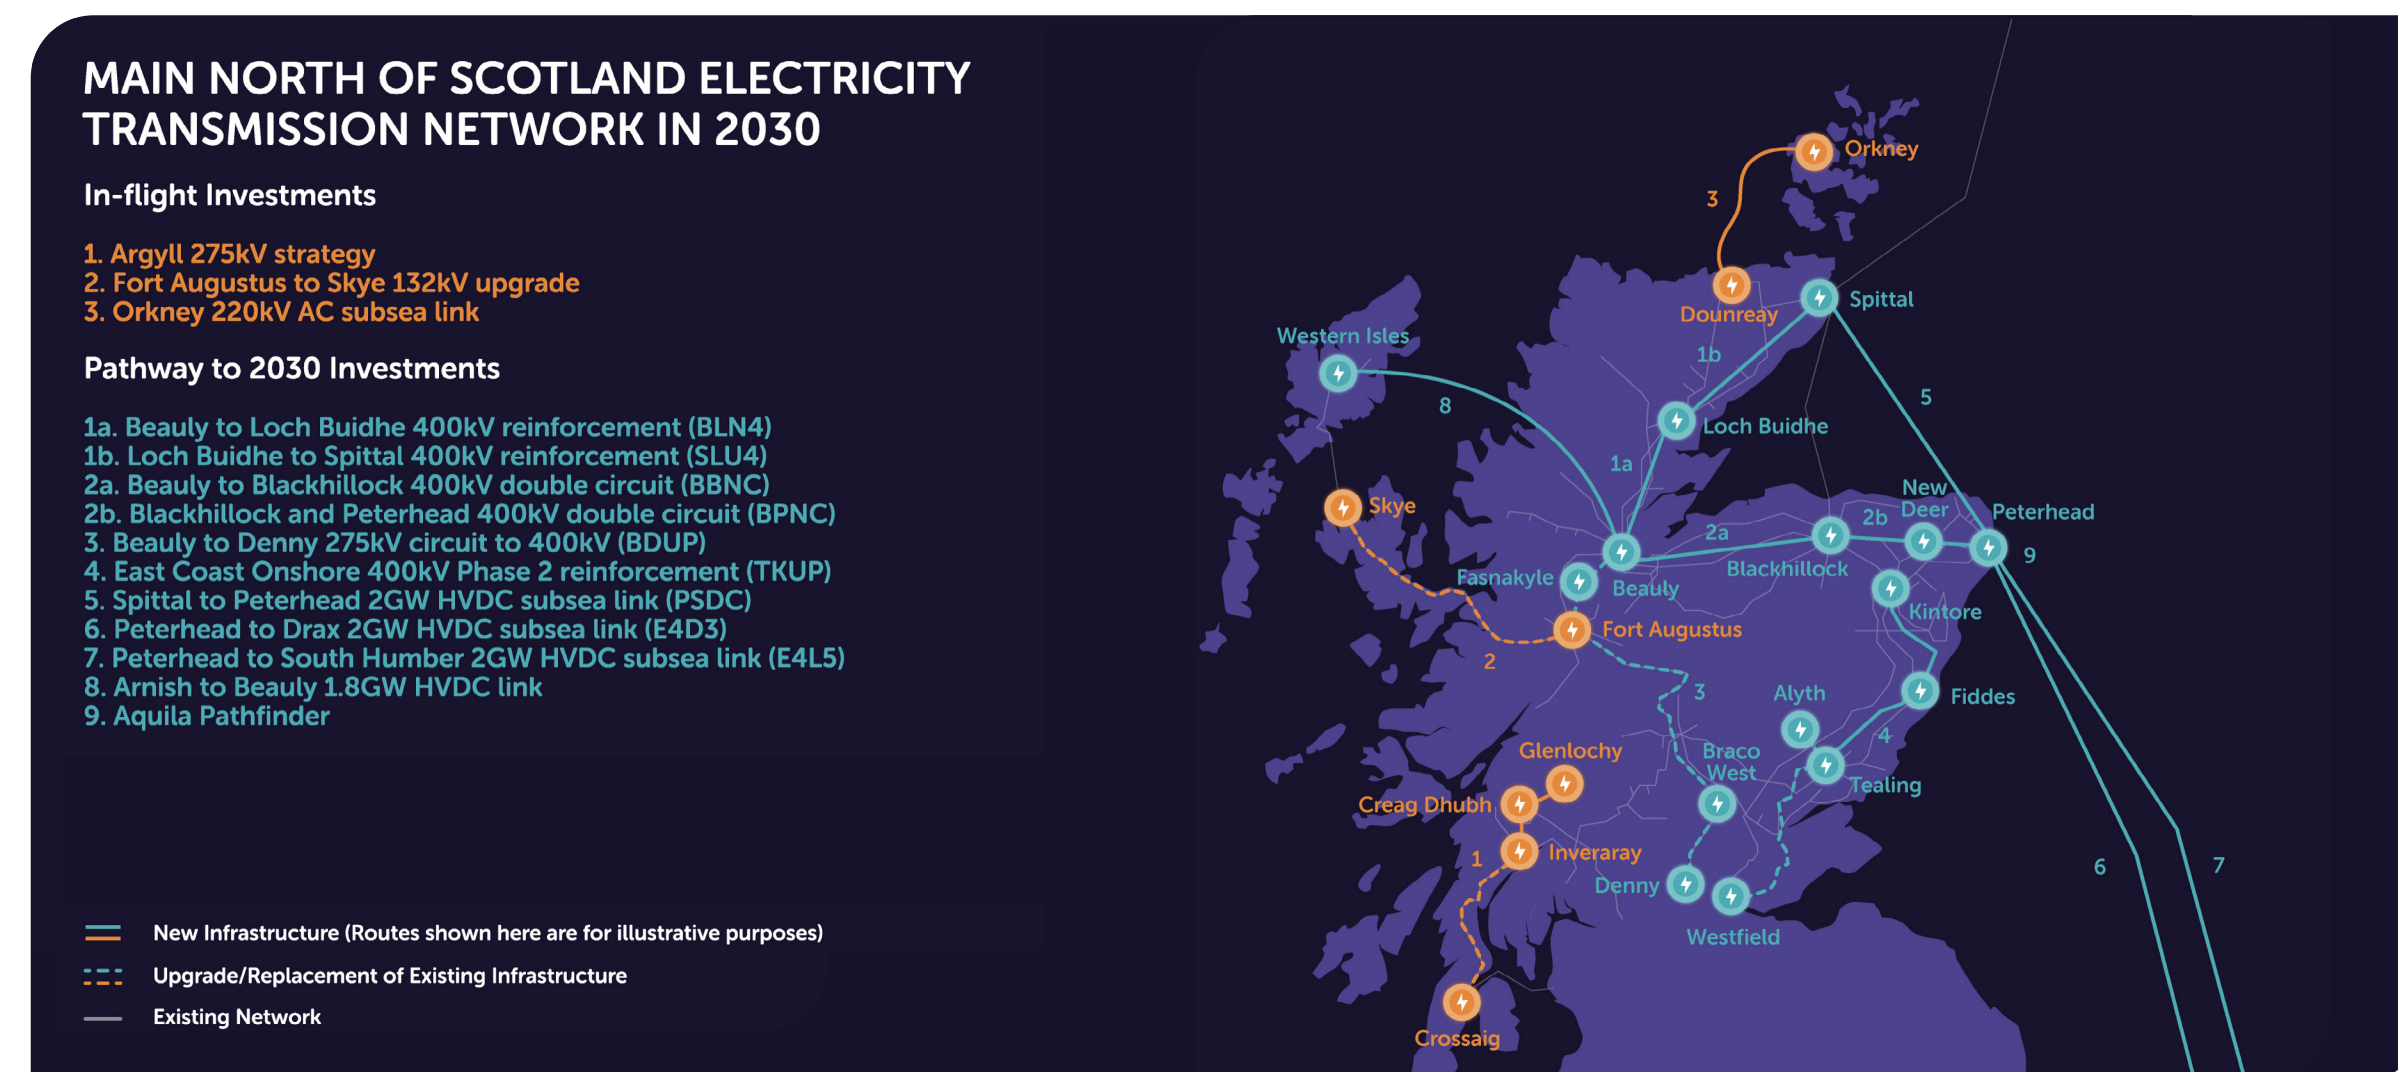 MAIN NORTH OF SCOTLAND ELECTRICITY
TRANSMISSION NETWORK IN 2030
In-flight Investments
1. Argyll 275kV strategy
2. Fort Augustus to Skye 132kV upgrade
3. Orkney 220kV AC subsea link
Pathway to 2030 Investments
1a. Beauly to Loch Buidhe 400kV reinforcement (BLN4)
1b. Loch Buidhe to Spittal 400kV reinforcement (SLU4)
2a. Beauly to Blackhillock 400kV double circuit (BBNC)
2b. Blackhillock and Peterhead 400kV double circuit (BPNC)
3. Beauly to Denny 275kV circuit to 400kV (BDUP)
4. East Coast Onshore 400kV Phase 2 reinforcement (TKUP)
5. Spittal to Peterhead 2GW HVDC subsea link (PSDC)
6. Peterhead to Drax 2GW HVDC subsea link (E4D3)
7. Peterhead to South Humber 2GW HVDC subsea link (E4L5)
8. Arnish to Beauly 1.8GW HVDC link
9. Aquila Pathfinder
New Infrastructure (Routes shown here are for illustrative purposes)
Upgrade/Replacement of Existing Infrastructure
Existing Network
Orkney
3
Dounreay
Spittal
Western Isles
1b
5
8
Loch Buidhe
1a
Skye
New
Deer
2b
Peterhead
2a
9
Blackhillock
Fasnakyle
Beauly
Kintore
Fort Augustus
2
3
Alyth
Fiddes
4
Glenlochy
Braco
West
Tealing
Creag Dhubh
1
Inveraray
Denny
6
7
Westfield
Crossaig